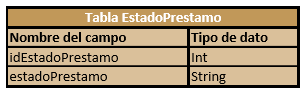 Tabla EstadoPrestamo
Nombre del campo Tipo de dato
idEstadoPrestamo Int
estadoPrestamo String